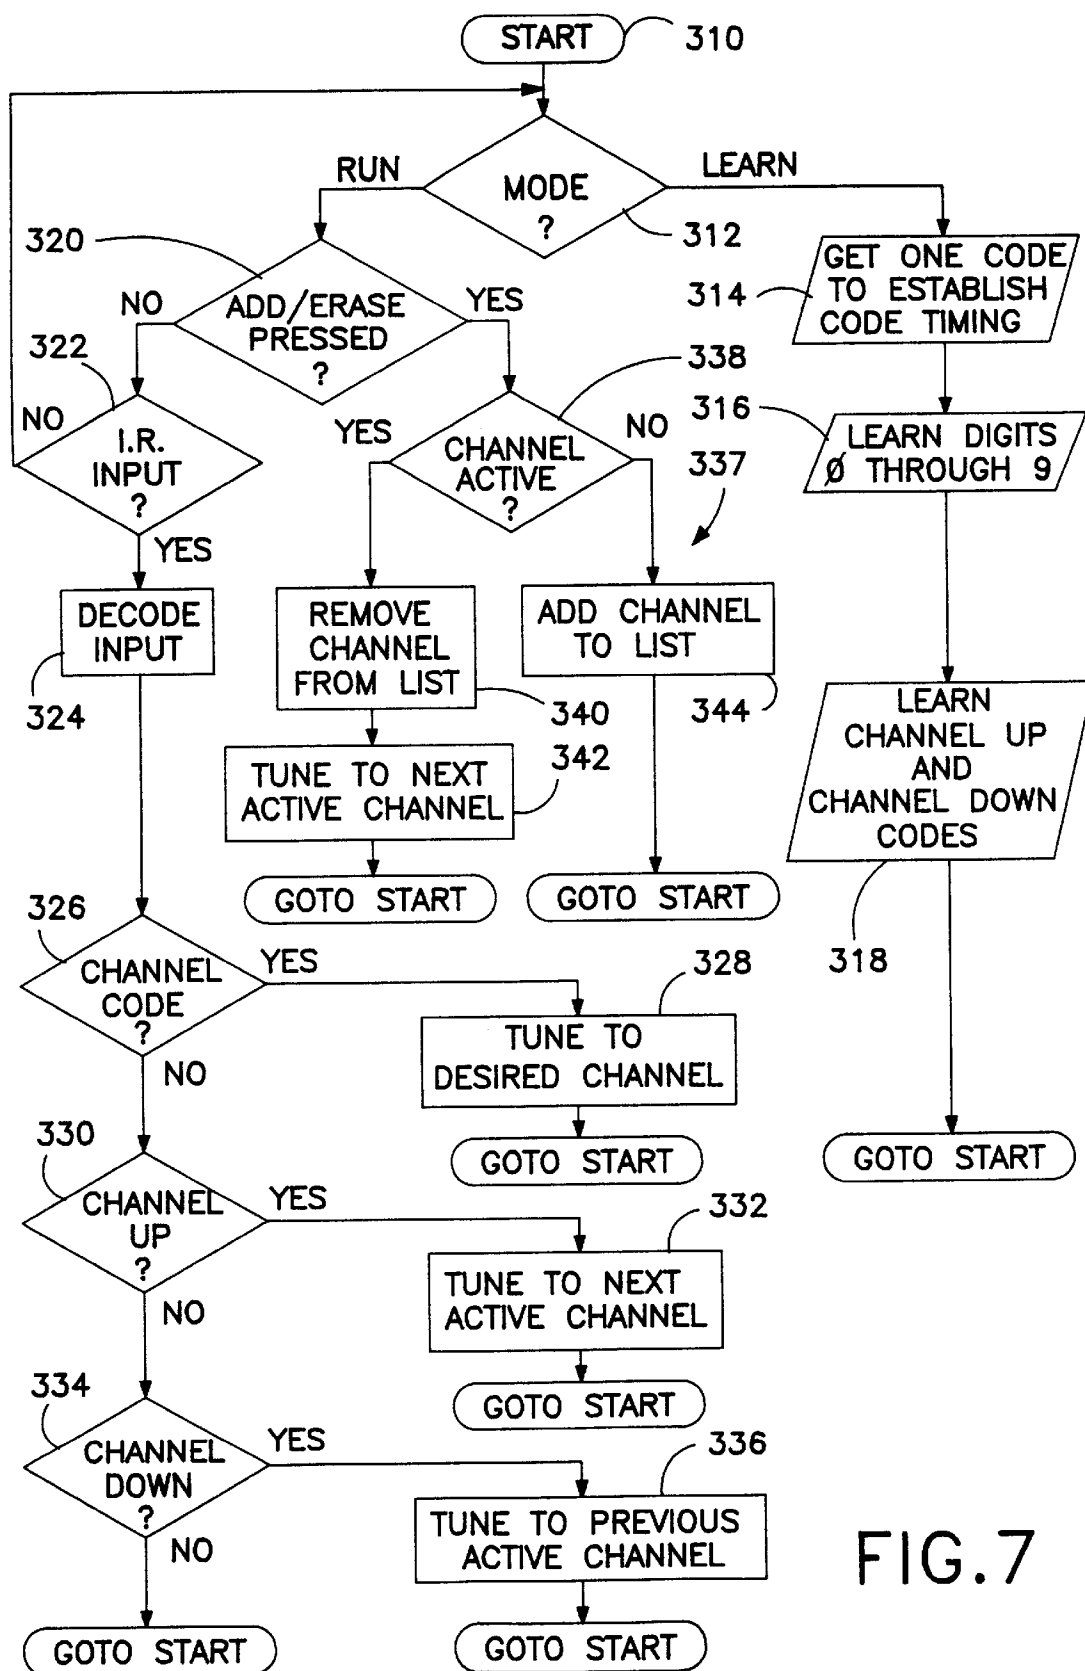 START
310
RUN
LEARN
MODE
?
312
320
NO
ADD/ERASE
PRESSED
?
YES
GET ONE CODE
TO ESTABLISH
CODE TIMING
314
322
338
316
NO
I.R.
INPUT
?
YES
YES
CHANNEL
ACTIVE
?
NO
337
LEARN DIGITS
0 THROUGH 9
DECODE
INPUT
324
REMOVE
CHANNEL
FROM LIST
340
ADD CHANNEL
TO LIST
344
LEARN
CHANNEL UP
AND
CHANNEL DOWN
CODES
318
342
TUNE TO NEXT
ACTIVE CHANNEL
GOTO START
GOTO START
326
CHANNEL
CODE
?
YES
NO
328
TUNE TO
DESIRED CHANNEL
GOTO START
GOTO START
330
CHANNEL
UP
?
YES
NO
332
TUNE TO NEXT
ACTIVE CHANNEL
GOTO START
334
CHANNEL
DOWN
?
YES
NO
336
TUNE TO PREVIOUS
ACTIVE CHANNEL
GOTO START
GOTO START
FIG.7